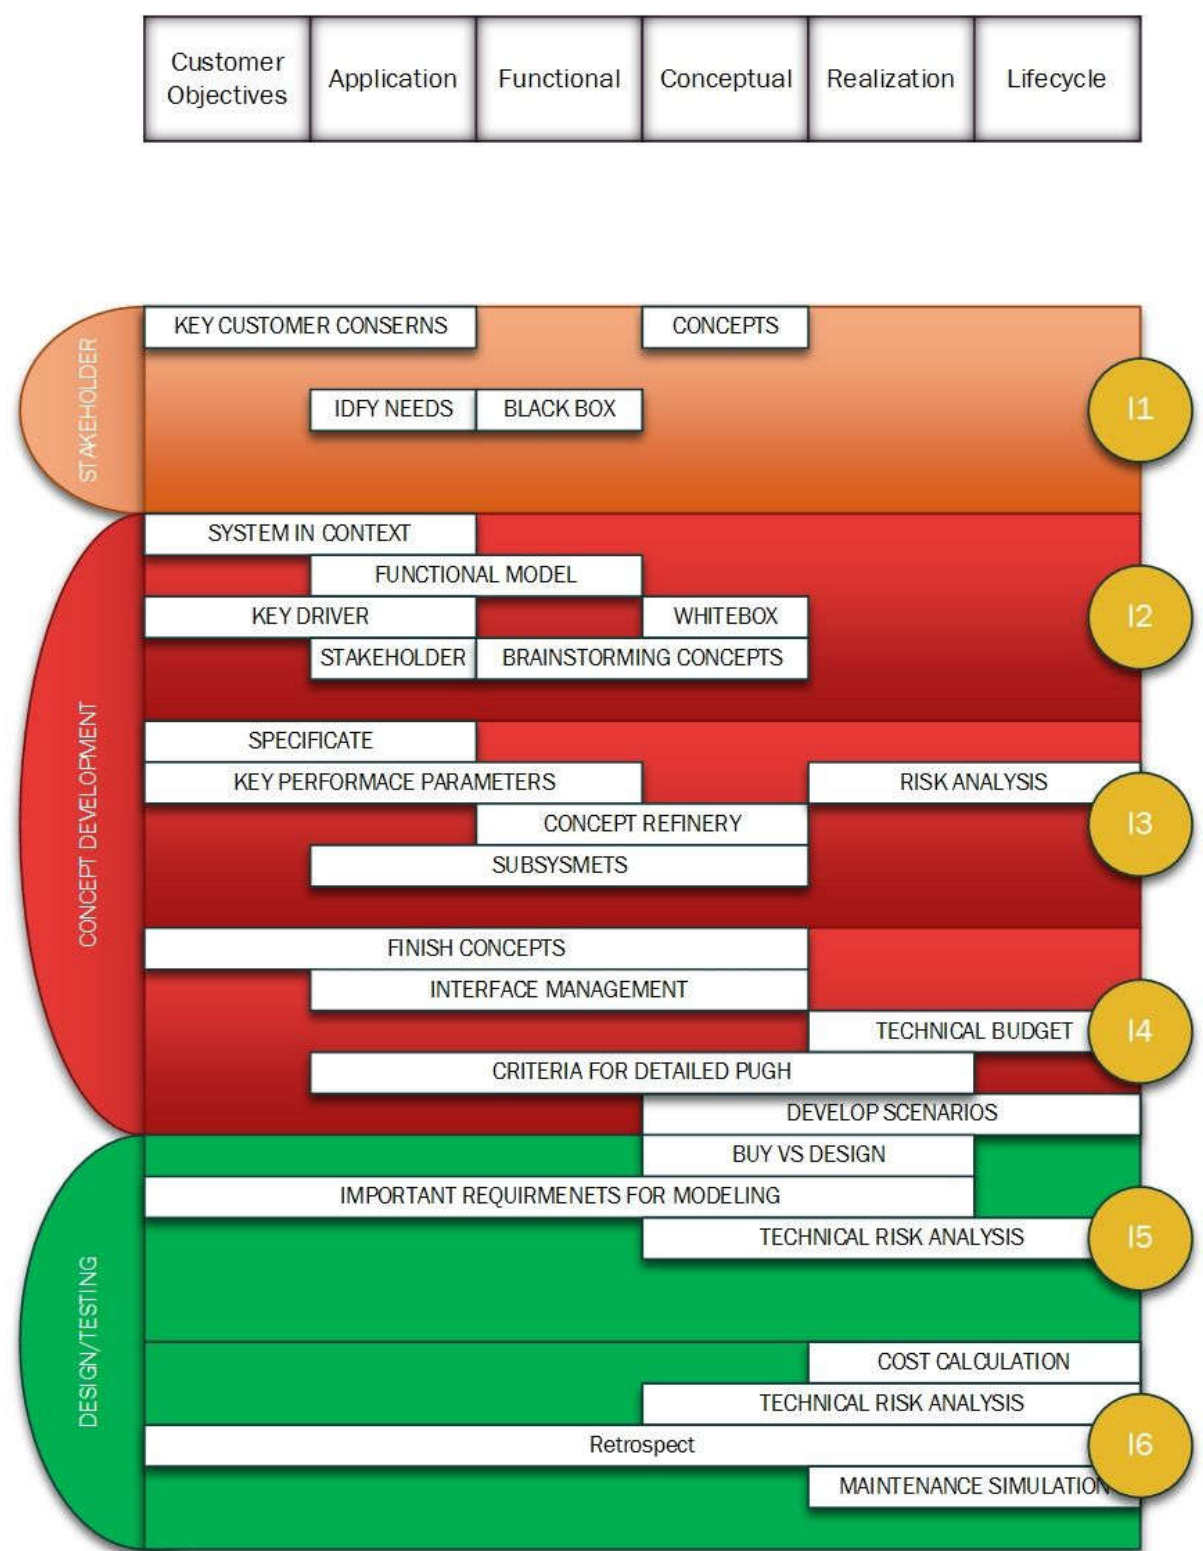 Customer
Objectives
Application
Functional
Conceptual
Realization
Lifecycle
STAKEHOLDER
KEY CUSTOMER CONSERNS
CONCEPTS
IDFY NEEDS
BLACK BOX
I1
CONCEPT DEVELOPMENT
SYSTEM IN CONTEXT
FUNCTIONAL MODEL
KEY DRIVER
WHITEBOX
STAKEHOLDER
BRAINSTORMING CONCEPTS
I2
SPECIFICATE
KEY PERFORMACE PARAMETERS
RISK ANALYSIS
CONCEPT REFINERY
SUBSYSMETS
I3
FINISH CONCEPTS
INTERFACE MANAGEMENT
TECHNICAL BUDGET
CRITERIA FOR DETAILED PUGH
DEVELOP SCENARIOS
I4
DESIGN/TESTING
BUY VS DESIGN
IMPORTANT REQUIRMENETS FOR MODELING
TECHNICAL RISK ANALYSIS
I5
COST CALCULATION
TECHNICAL RISK ANALYSIS
Retrospect
MAINTENANCE SIMULATION
I6